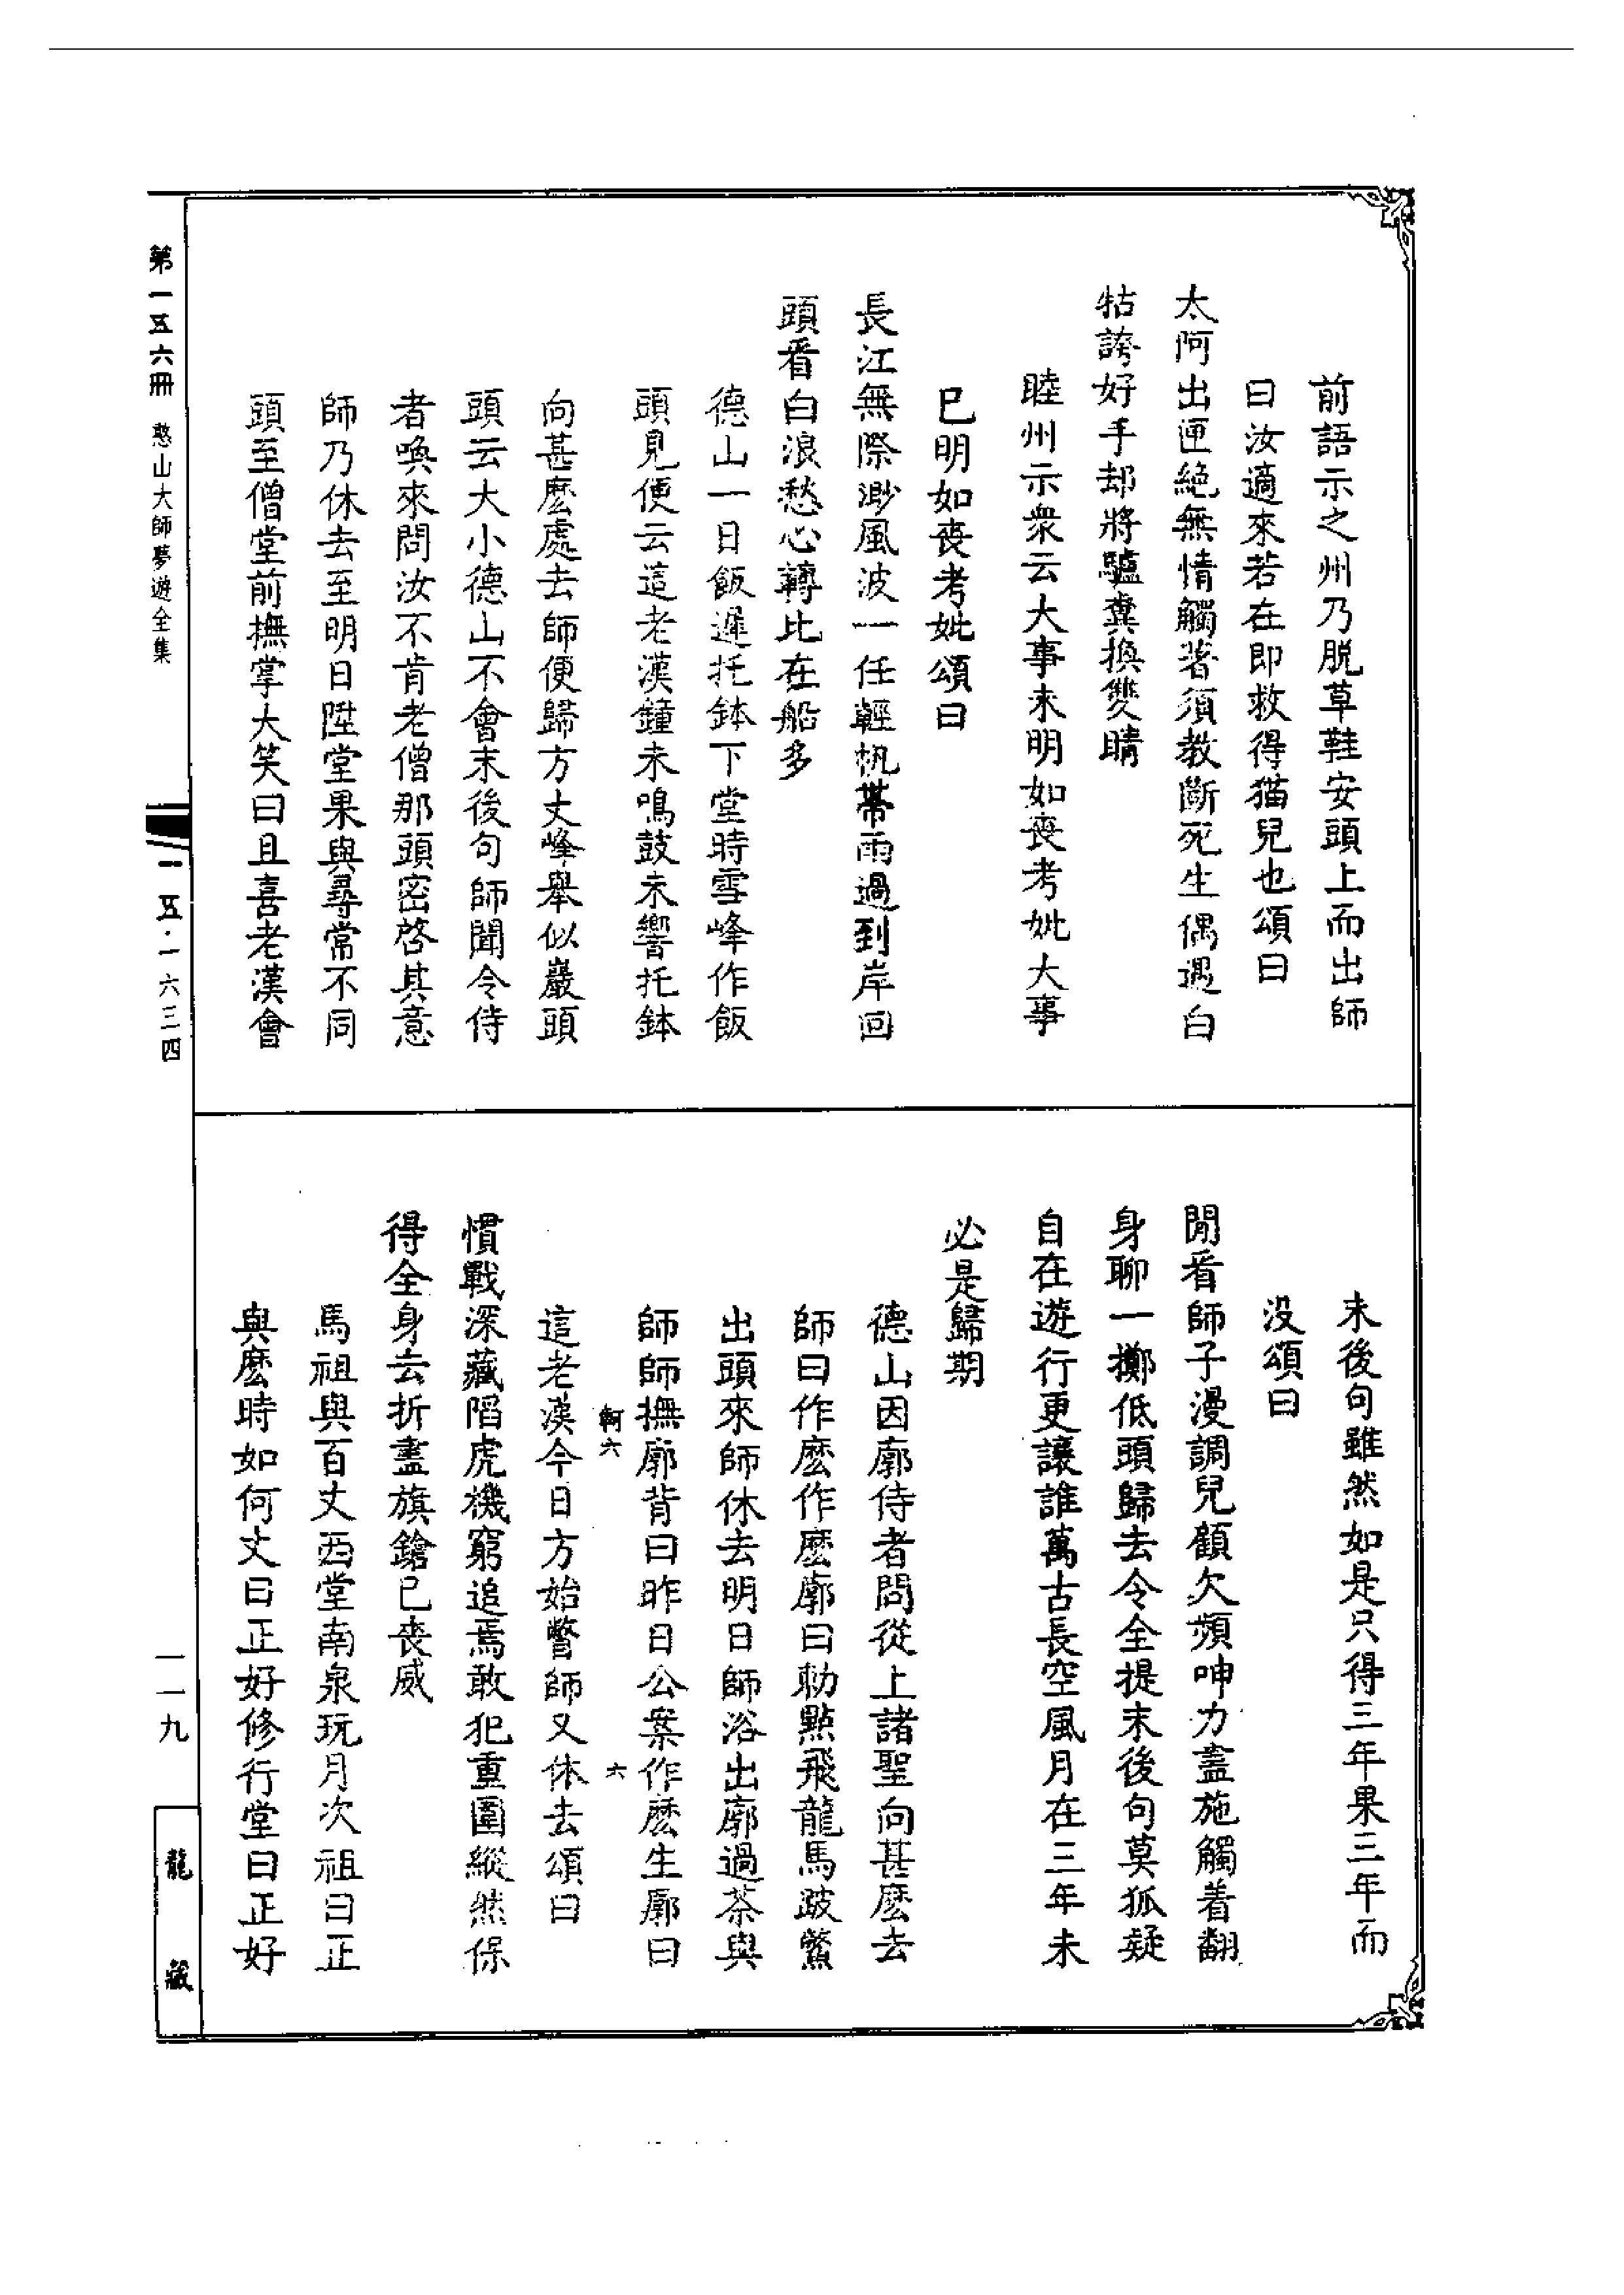 前語示之州乃脱草鞋安頭上而出師
曰汝適來若在即救得猫兒也頌曰
太阿出匣絶無情觸著須教斷死生偶遇白
牯誇好手却將驢糞換雙睛
睦州示衆云大事未明如喪考妣大事
巳明如喪考妣頌曰
長江無際渺風波一任輕帆帶雨過到岸回
頭看白浪愁心轉比在船多
德山一日飯遲托鉢下堂時雪峰作飯
頭見便云這老漢鐘未鳴鼓未響托鉢
向甚麽處去師便歸方丈峰舉似巖頭
頭云大小德山不會末後句師聞令侍
者喚來問汝不肯老僧那頭密啓其意
師乃休去至明日陞堂果與尋常不同
頭至僧堂前撫掌大笑曰且喜老漢會
末後句雖然如是只得三年果三年而
没頌曰
閒看師子漫調兒顧欠頻呻力盡施觸着翻
身聊一擲低頭歸去令全提末後句莫狐疑
自在遊行更讓誰萬古長空風月在三年未
必是歸期
德山因廓侍者問從上諸聖向甚麽去
師曰作麽作麽廓曰勅點飛龍馬跛鱉
出頭來師休去明日師浴出廓過茶與
師師撫廓背曰昨日公案作麽生廓曰
軻六
六
這老漢今日方始瞥師又休去頌曰
慣戰深藏陷虎機窮追焉敢犯重圍縱然保
得全身去折盡旗鎗已喪威
馬祖與百丈西堂南泉玩月次祖曰正
與麽時如何丈曰正好修行堂曰正好
第一五六冊 憨山大師夢遊全集
一五·一六三四
一一九
龍藏